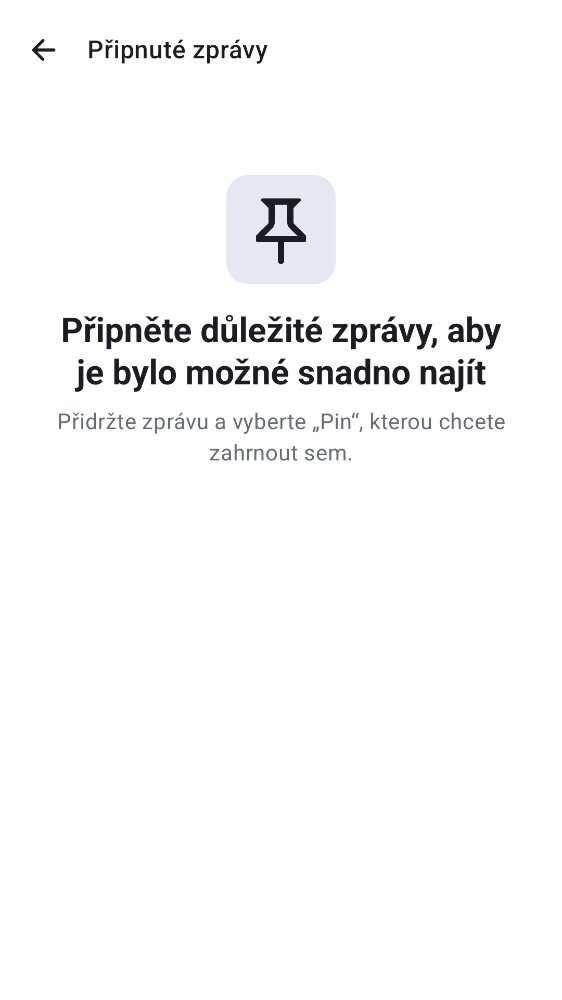 Připnuté zprávy
Připněte důležité zprávy, aby
je bylo možné snadno najít
Přidržte zprávu a vyberte „Pin“, kterou chcete
zahrnout sem.